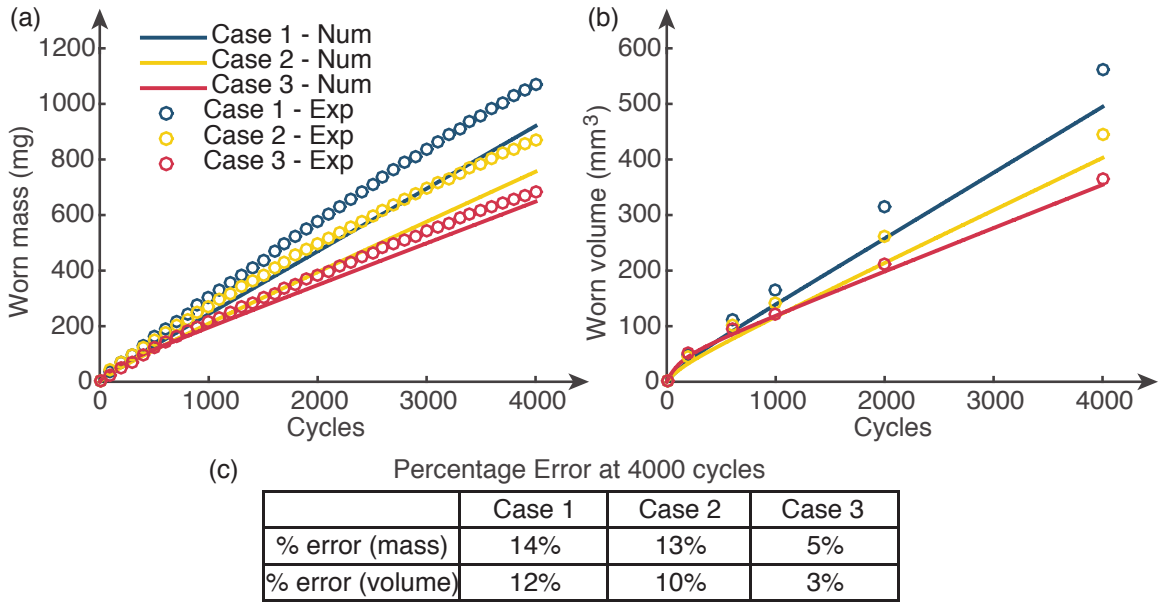 (a)
Worn mass (mg)
1200
1000
800
600
400
200
0
0 1000 2000 3000 4000
Cycles
Case 1 - Num
Case 2 - Num
Case 3 - Num
Case 1 - Exp
Case 2 - Exp
Case 3 - Exp
(b)
Worn volume (mm³)
600
500
400
300
200
100
0
0 1000 2000 3000 4000
Cycles
(c) Percentage Error at 4000 cycles
Case 1 Case 2 Case 3
% error (mass) 14% 13% 5%
% error (volume) 12% 10% 3%